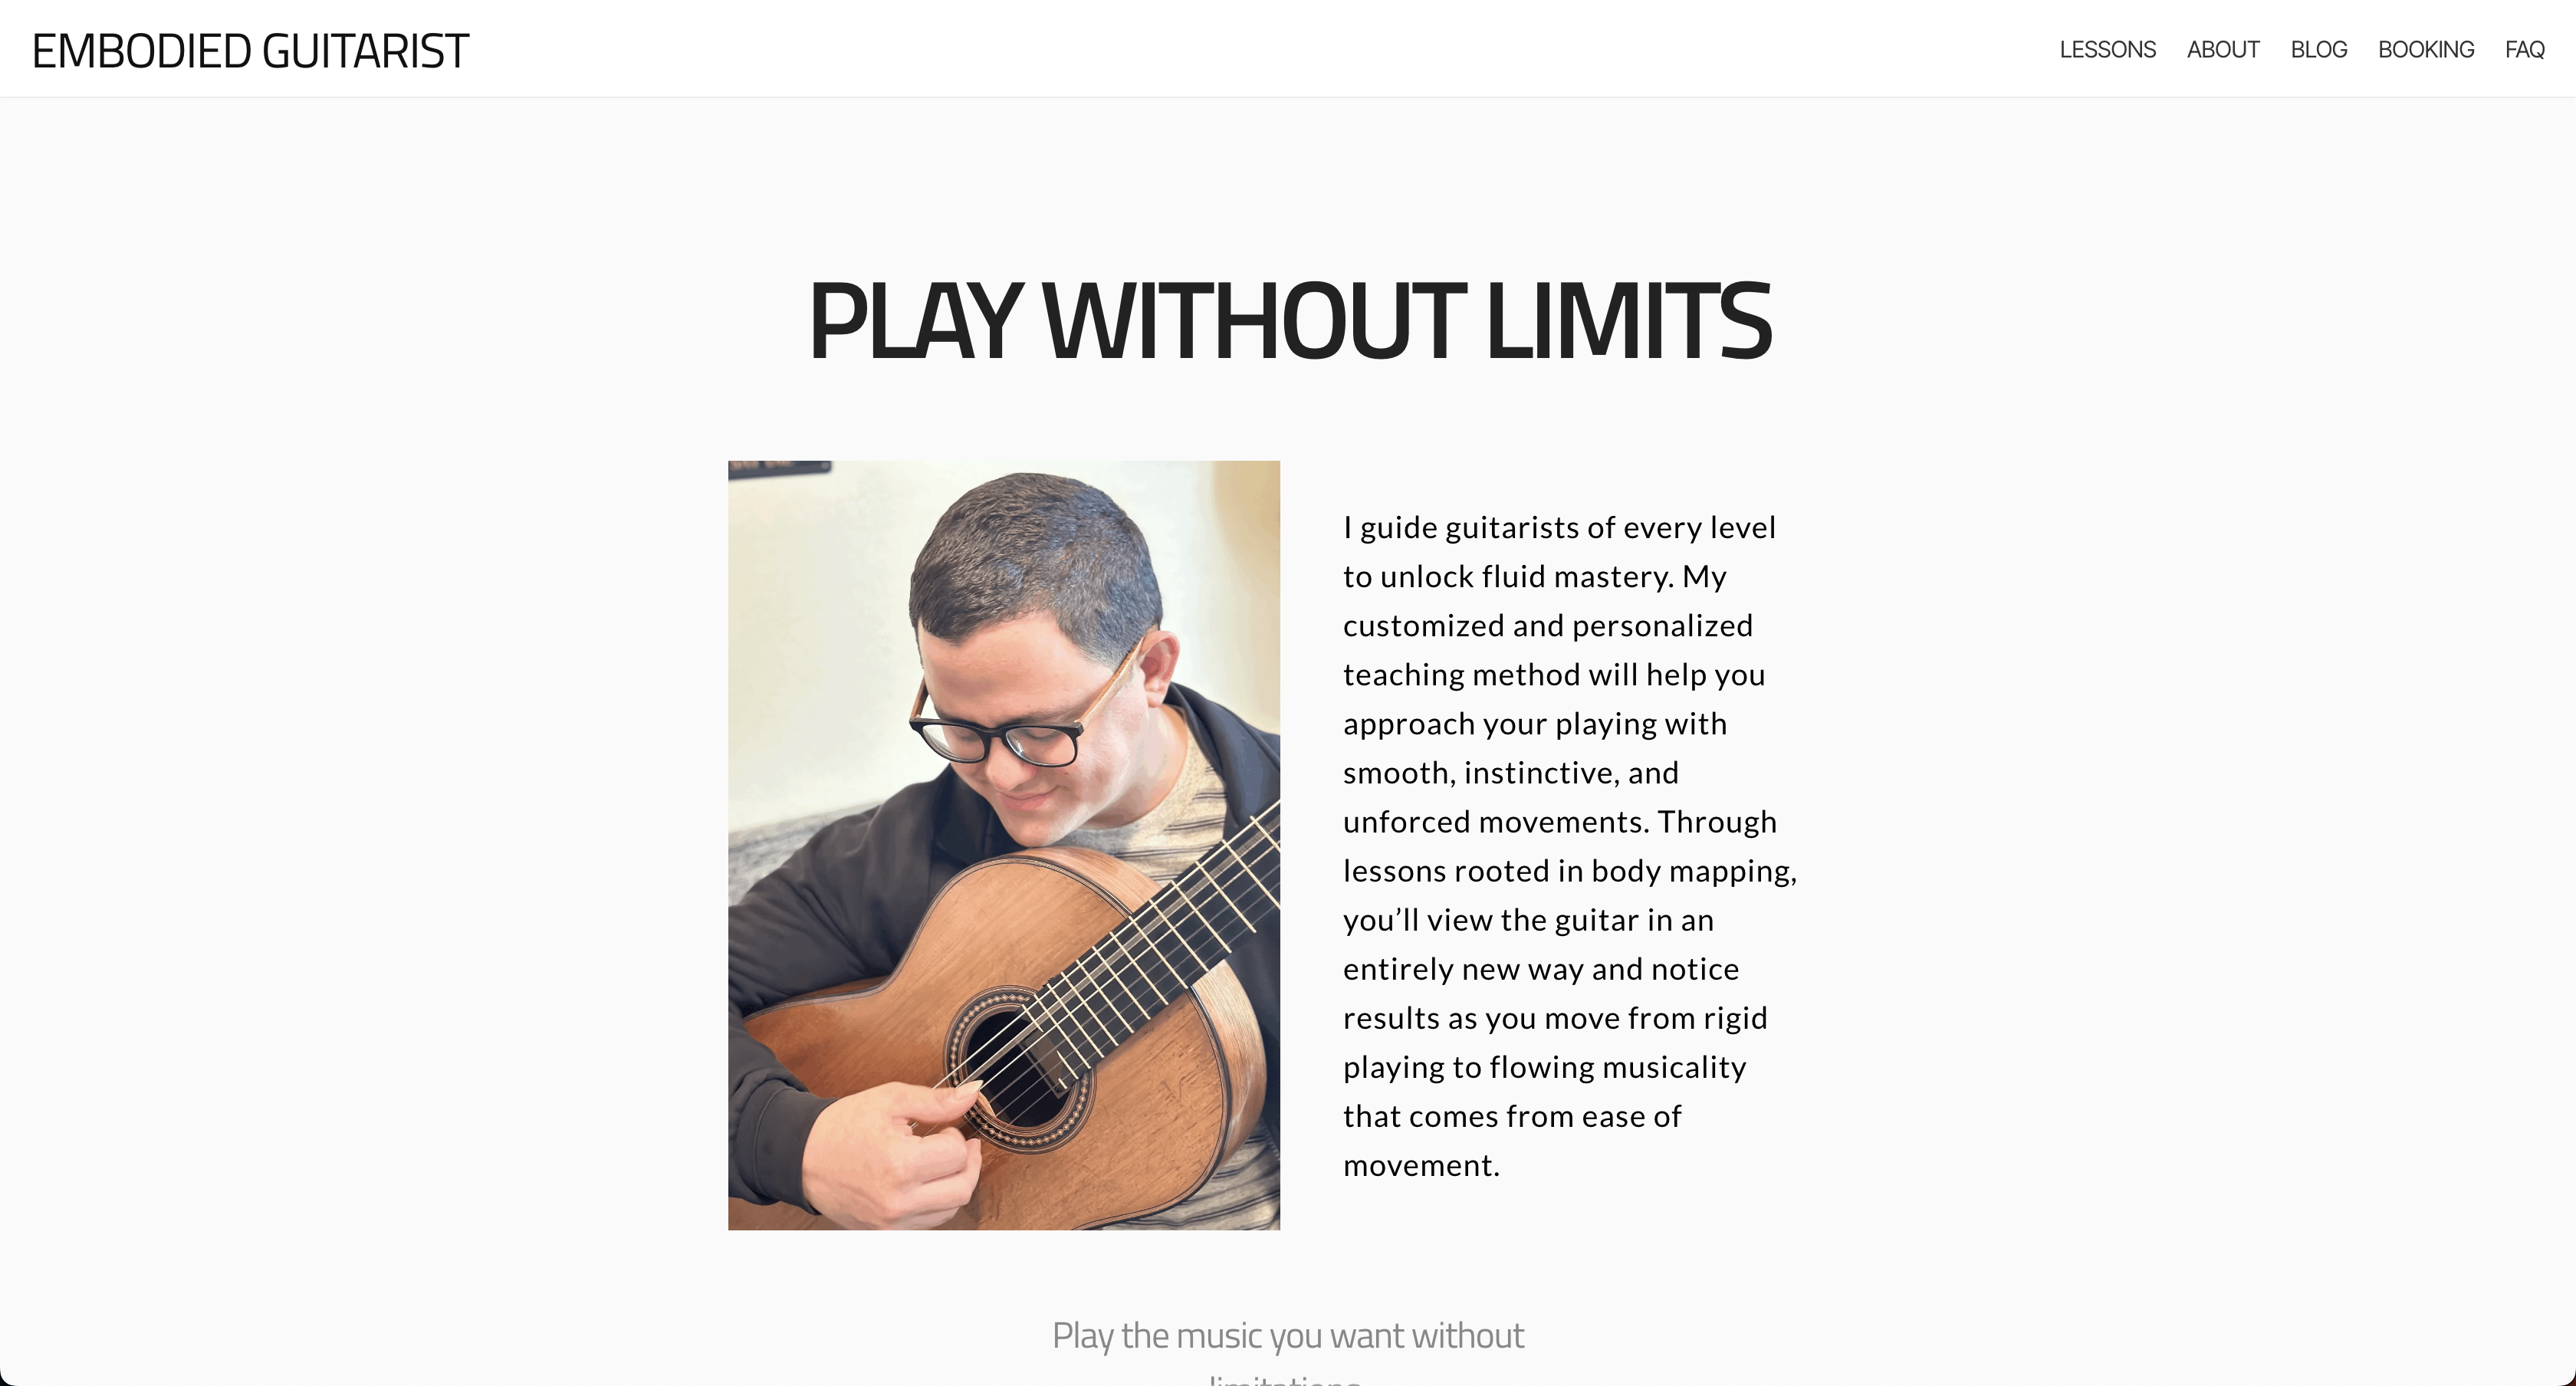 EMBODIED GUITARIST
LESSONS ABOUT BLOG BOOKING FAQ
PLAY WITHOUT LIMITS
I guide guitarists of every level
to unlock fluid mastery. My
customized and personalized
teaching method will help you
approach your playing with
smooth, instinctive, and
unforced movements. Through
lessons rooted in body mapping,
you’ll view the guitar in an
entirely new way and notice
results as you move from rigid
playing to flowing musicality
that comes from ease of
movement.
Play the music you want without
limitations